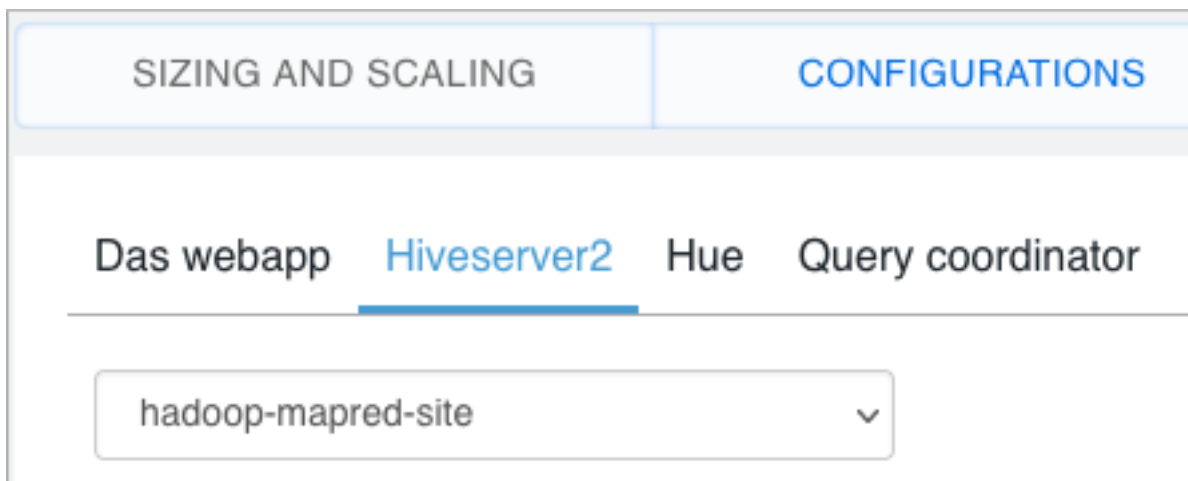 SIZING AND SCALING CONFIGURATIONS
Das webapp Hiveserver2 Hue Query coordinator
hadoop-mapred-site